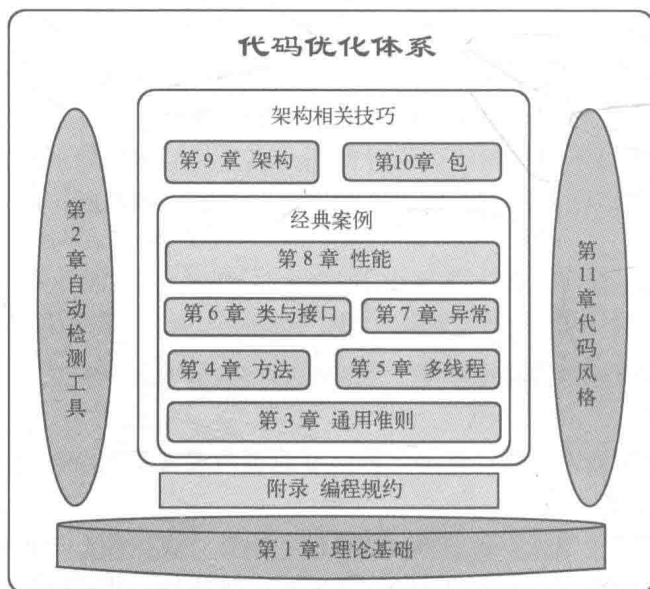 代码优化体系
架构相关技巧
第9章 架构
第10章 包
经典案例
第8章 性能
第6章 类与接口
第7章 异常
第4章 方法
第5章 多线程
第3章 通用准则
附录 编程规约
第1章 理论基础
第2章自动检测工具
第11章代码风格